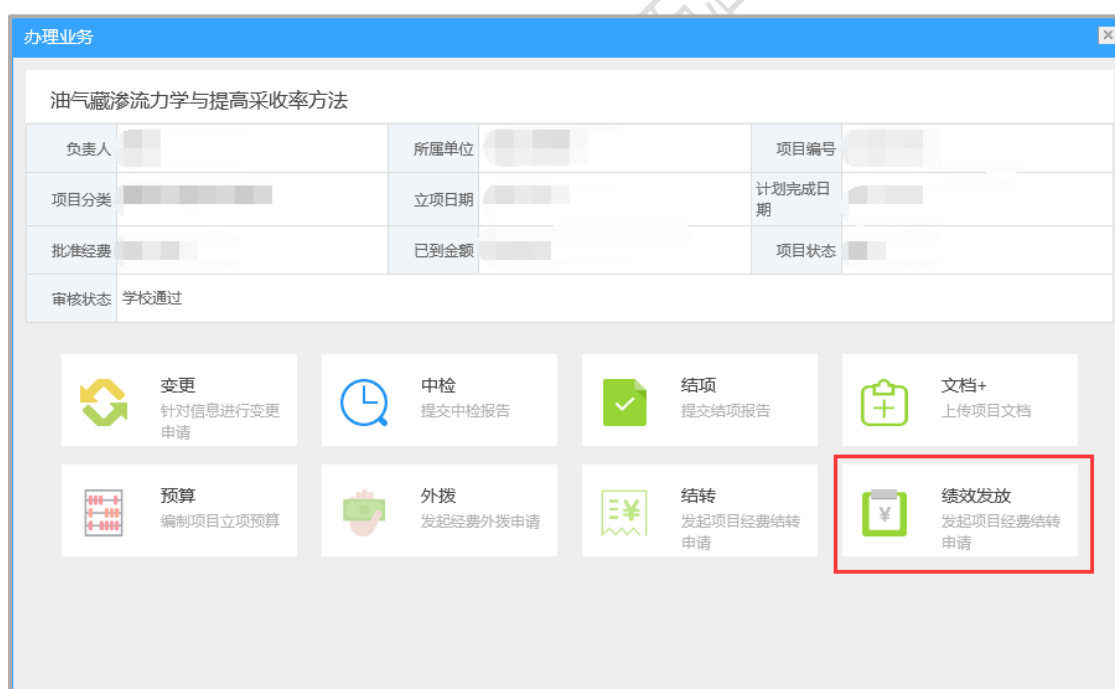 办理业务
油气藏渗流力学与提高采收率方法
负责人
所属单位
项目编号
项目分类
立项日期
计划完成日
期
批准经费
已到金额
项目状态
审核状态 学校通过
变更
针对信息进行变更
申请
中检
提交中检报告
结项
提交结项报告
文档+
上传项目文档
预算
编制项目立项预算
外拨
发起经费外拨申请
结转
发起项目经费结转
申请
绩效发放
发起项目经费结转
申请